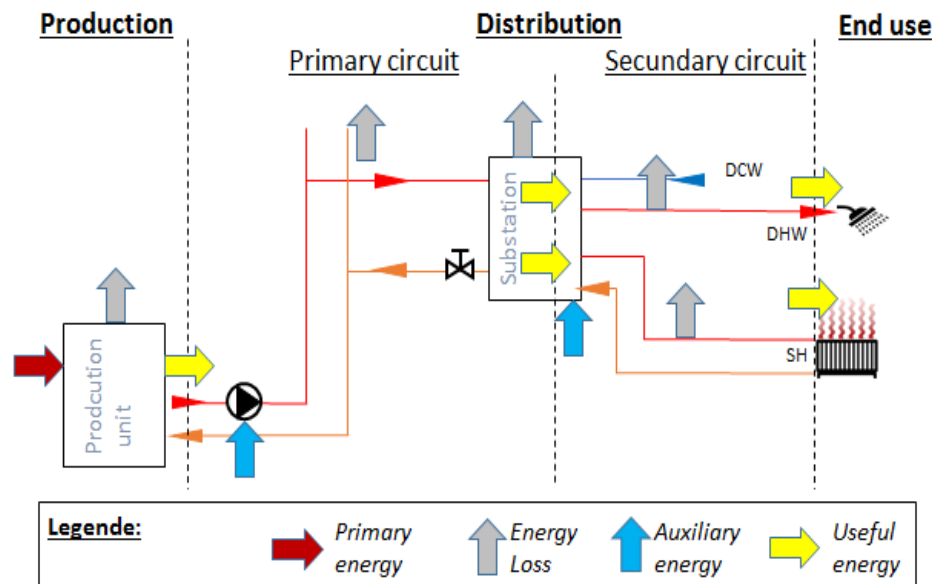 Production
Distribution
End use
Primary circuit
Secundary circuit
Substation
DCW
DHW
SH
Prodcution
unit
Legende:
Primary
energy
Energy
Loss
Auxiliary
energy
Useful
energy